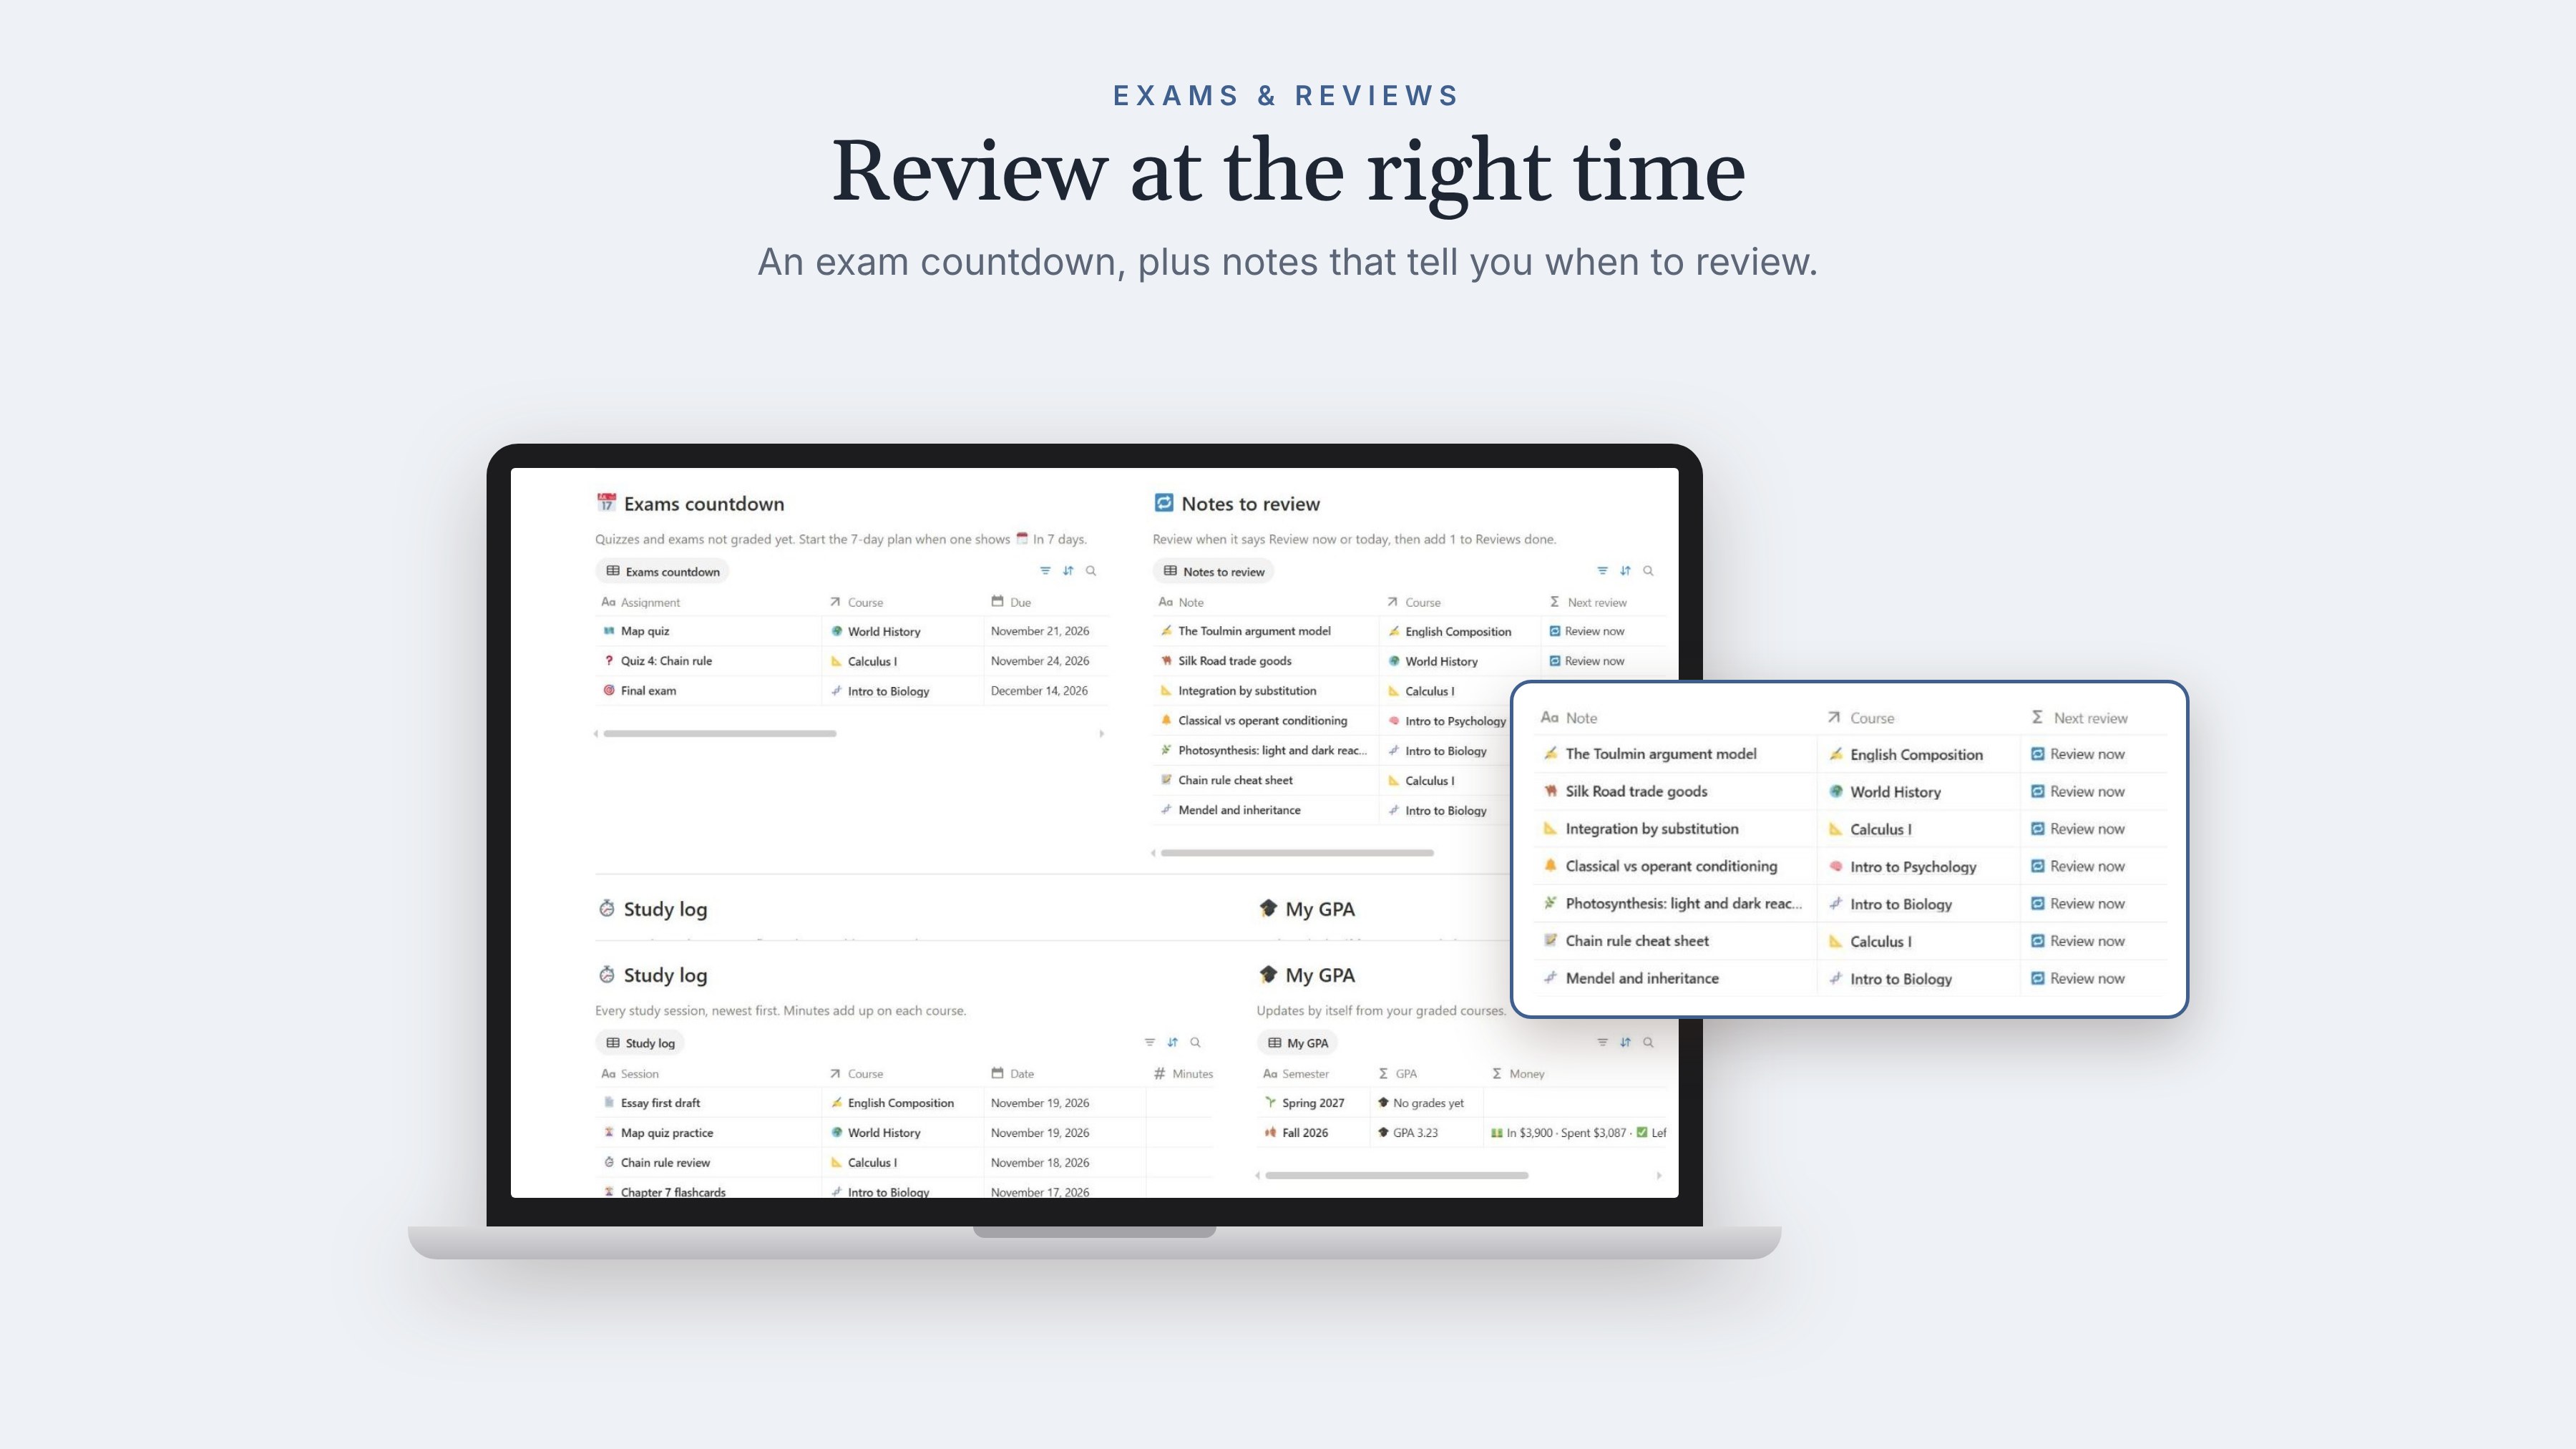 EXAMS & REVIEWS
Review at the right time
An exam countdown, plus notes that tell you when to review.
Exams countdown
Quizzes and exams not graded yet. Start the 7-day plan when one shows In 7 days.
Exams countdown
Aa Assignment Course Due
Map quiz World History November 21, 2026
Quiz 4: Chain rule Calculus I November 24, 2026
Final exam Intro to Biology December 14, 2026
Notes to review
Review when it says Review now or today, then add 1 to Reviews done.
Notes to review
Aa Note Course Σ Next review
The Toulmin argument model English Composition Review now
Silk Road trade goods World History Review now
Integration by substitution Calculus I
Classical vs operant conditioning Intro to Psychology
Photosynthesis: light and dark reac... Intro to Biology
Chain rule cheat sheet Calculus I
Mendel and inheritance Intro to Biology
Aa Note Course Σ Next review
The Toulmin argument model English Composition Review now
Silk Road trade goods World History Review now
Integration by substitution Calculus I Review now
Classical vs operant conditioning Intro to Psychology Review now
Photosynthesis: light and dark reac... Intro to Biology Review now
Chain rule cheat sheet Calculus I Review now
Mendel and inheritance Intro to Biology Review now
Study log
My GPA
Study log
Every study session, newest first. Minutes add up on each course.
Study log
Aa Session Course Date # Minutes
Essay first draft English Composition November 19, 2026
Map quiz practice World History November 19, 2026
Chain rule review Calculus I November 18, 2026
Chapter 7 flashcards Intro to Biology November 17, 2026
My GPA
Updates by itself from your graded courses.
My GPA
Aa Semester Σ GPA Σ Money
Spring 2027 No grades yet
Fall 2026 GPA 3.23 In $3,900 · Spent $3,087 · Lef